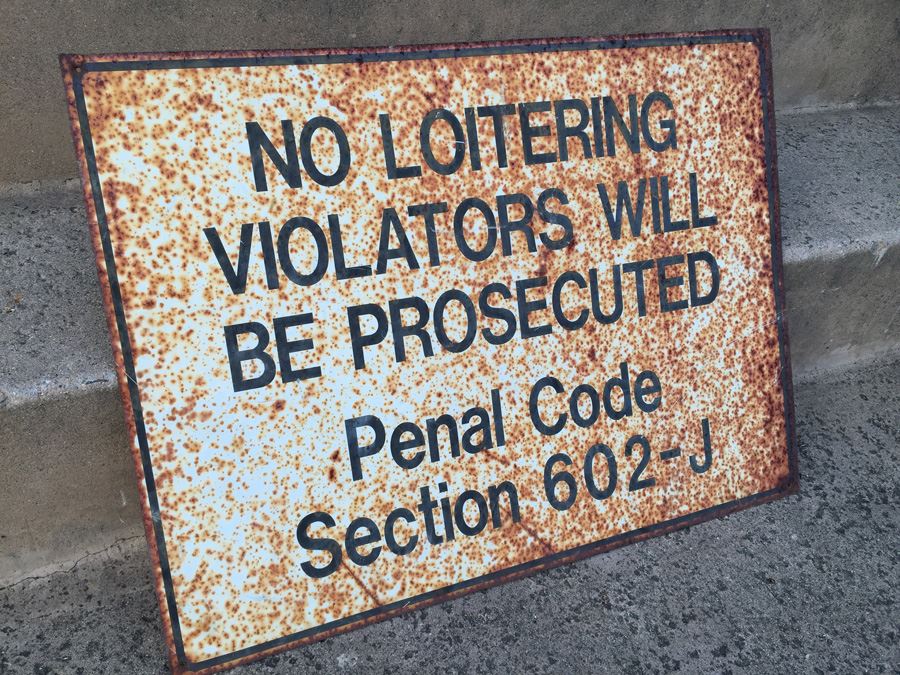 NO LOITERING
VIOLATORS WILL
BE PROSECUTED
Penal Code
Section 602-J